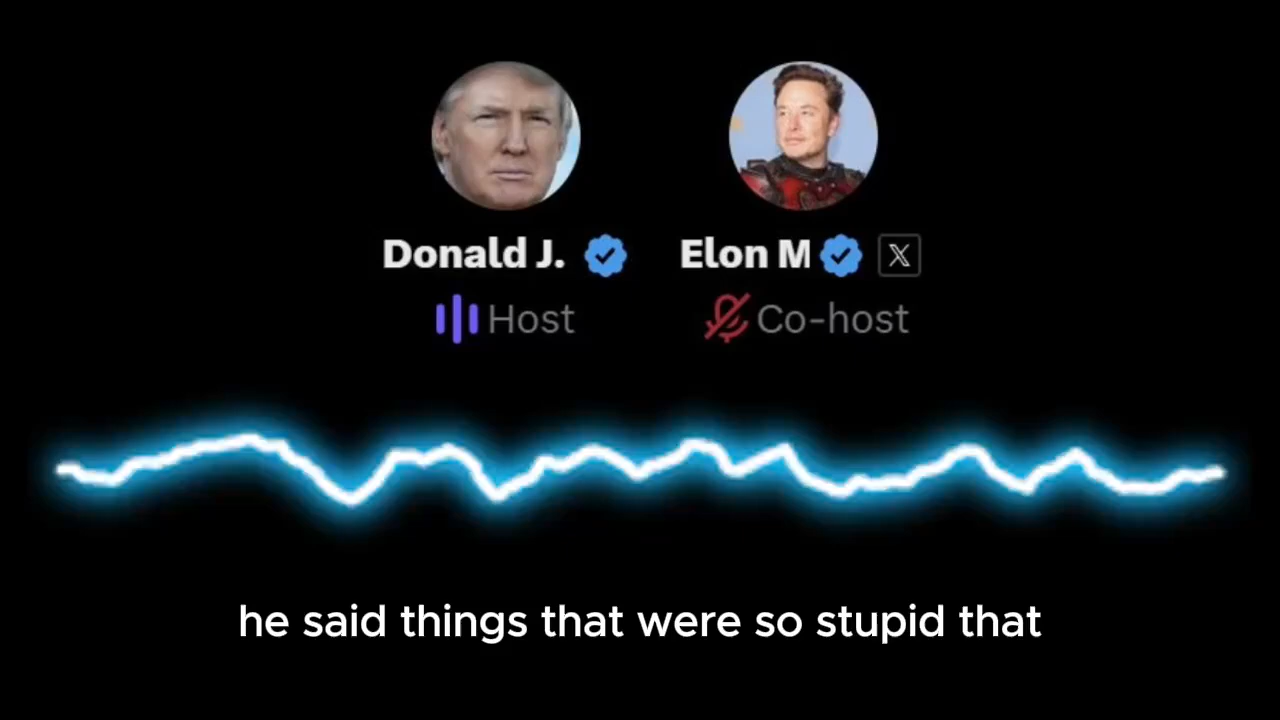 Donald J.
Elon M
Host
Co-host
he said things that were so stupid that